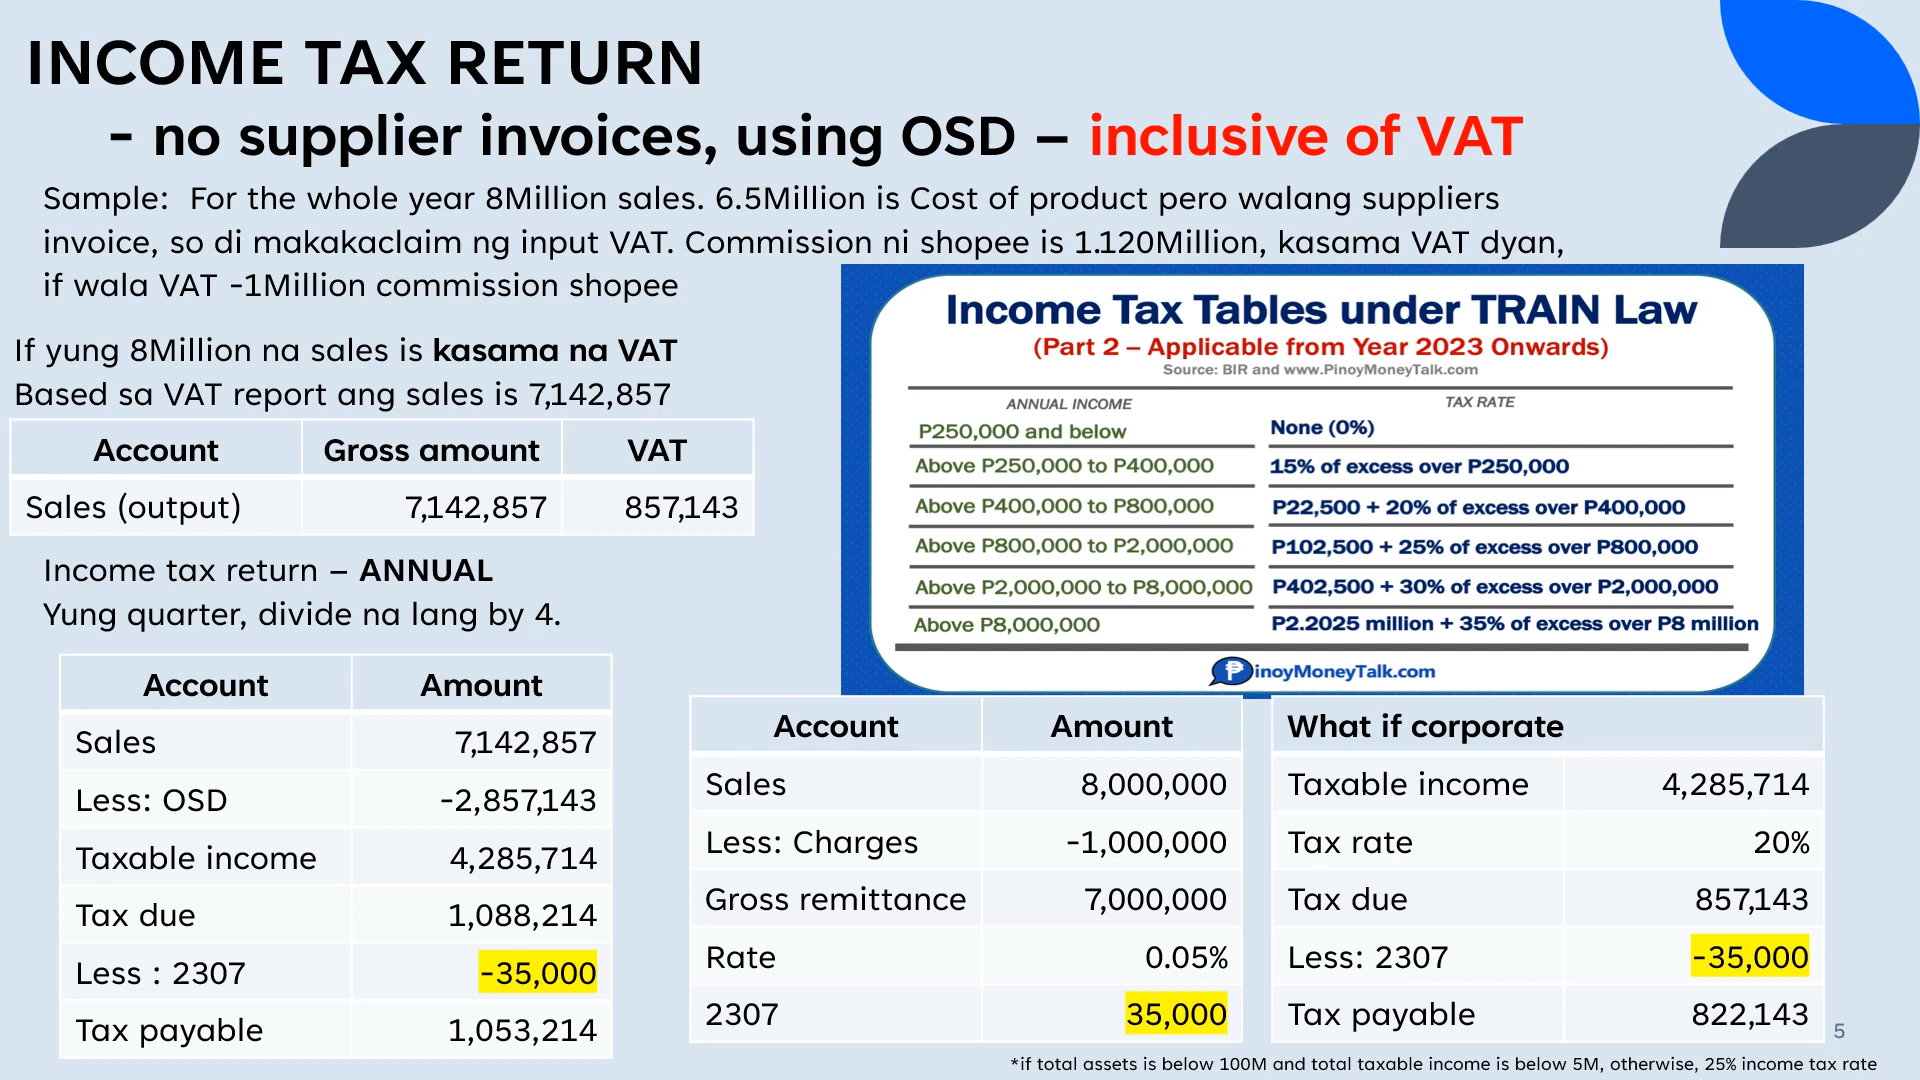 INCOME TAX RETURN
- no supplier invoices, using OSD – inclusive of VAT
Sample: For the whole year 8Million sales. 6.5Million is Cost of product pero walang suppliers
invoice, so di makakaclaim ng input VAT. Commission ni shopee is 1.120Million, kasama VAT dyan,
if wala VAT -1Million commission shopee
If yung 8Million na sales is kasama na VAT
Based sa VAT report ang sales is 7,142,857
Account Gross amount VAT
Sales (output) 7,142,857 857,143
Income tax return – ANNUAL
Yung quarter, divide na lang by 4.
Account Amount
Sales 7,142,857
Less: OSD -2,857,143
Taxable income 4,285,714
Tax due 1,088,214
Less : 2307 -35,000
Tax payable 1,053,214
Income Tax Tables under TRAIN Law
(Part 2 – Applicable from Year 2023 Onwards)
Source: BIR and www.PinoyMoneyTalk.com
ANNUAL INCOME TAX RATE
P250,000 and below None (0%)
Above P250,000 to P400,000 15% of excess over P250,000
Above P400,000 to P800,000 P22,500 + 20% of excess over P400,000
Above P800,000 to P2,000,000 P102,500 + 25% of excess over P800,000
Above P2,000,000 to P8,000,000 P402,500 + 30% of excess over P2,000,000
Above P8,000,000 P2.2025 million + 35% of excess over P8 million
PinoyMoneyTalk.com
Account Amount
Sales 8,000,000
Less: Charges -1,000,000
Gross remittance 7,000,000
Rate 0.05%
2307 35,000
What if corporate
Taxable income 4,285,714
Tax rate 20%
Tax due 857,143
Less: 2307 -35,000
Tax payable 822,143
5
*if total assets is below 100M and total taxable income is below 5M, otherwise, 25% income tax rate